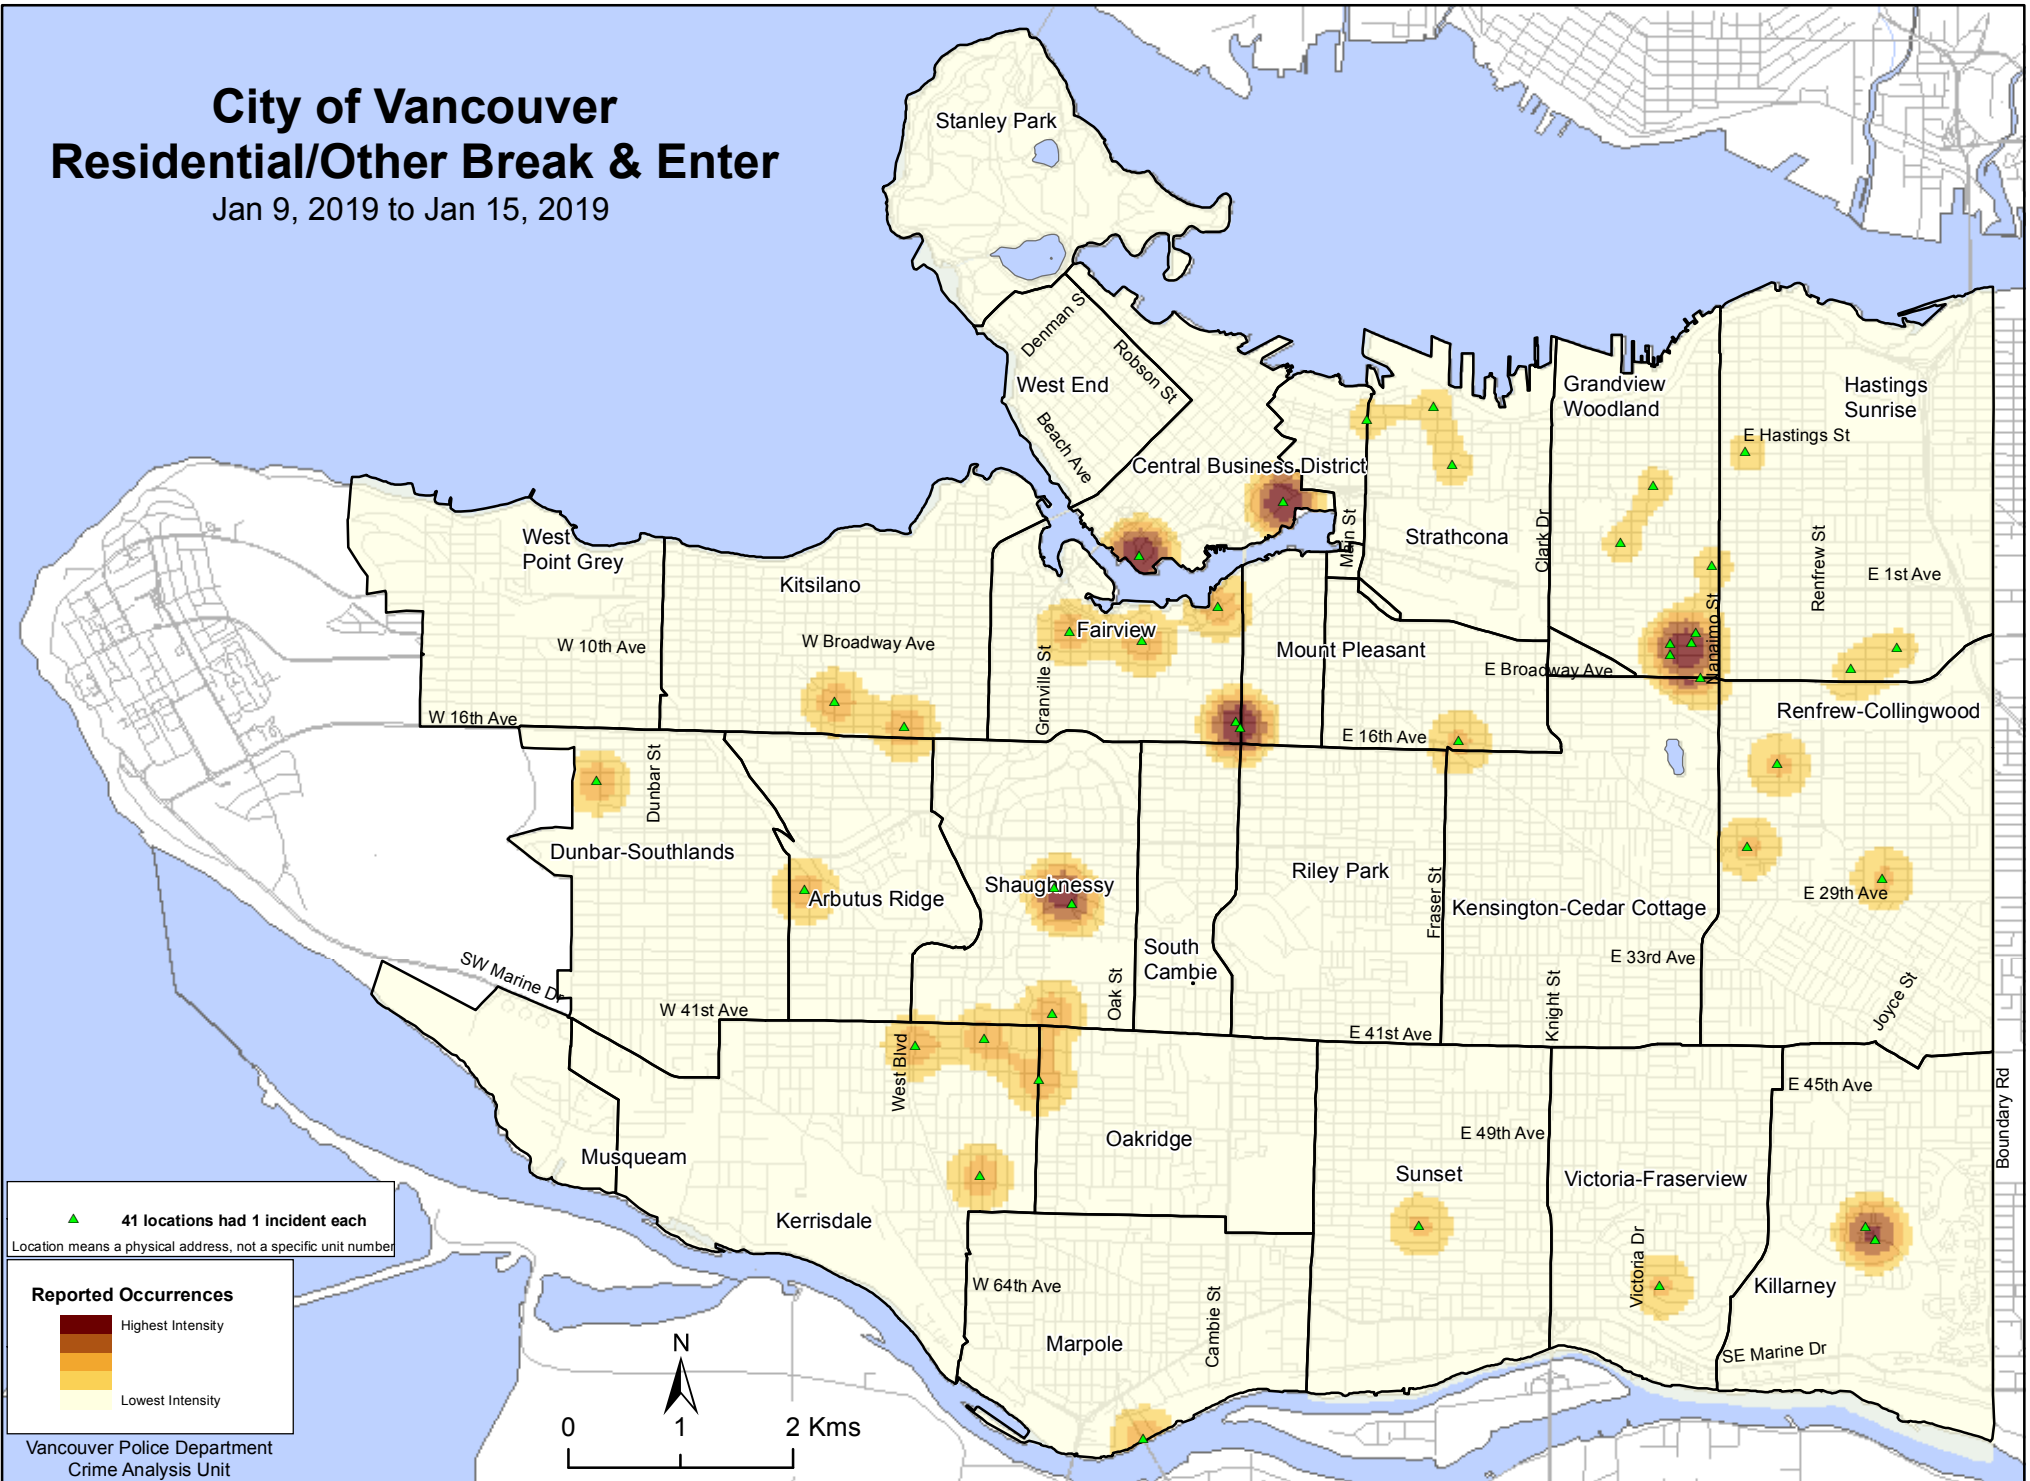 City of Vancouver
Residential/Other Break & Enter
Jan 9, 2019 to Jan 15, 2019
Stanley Park
Denman S
Robson St
West End
Beach Ave
Central Business District
Grandview
Woodland
Hastings
Sunrise
E Hastings St
Main St
Strathcona
Clark Dr
Renfrew St
E 1st Ave
West
Point Grey
Kitsilano
W 10th Ave
W Broadway Ave
Fairview
Granville St
Mount Pleasant
E Broadway Ave
Nanaimo St
W 16th Ave
E 16th Ave
Renfrew-Collingwood
Dunbar St
Dunbar-Southlands
Arbutus Ridge
Shaughnessy
Riley Park
Fraser St
Kensington-Cedar Cottage
E 29th Ave
South
Cambie
E 33rd Ave
SW Marine Dr
W 41st Ave
Oak St
Knight St
Joyce St
West Blvd
E 41st Ave
E 45th Ave
Boundary Rd
Musqueam
Oakridge
E 49th Ave
Sunset
Victoria-Fraserview
Kerrisdale
W 64th Ave
Cambie St
Victoria Dr
Killarney
Marpole
SE Marine Dr
41 locations had 1 incident each
Location means a physical address, not a specific unit number
Reported Occurrences
Highest Intensity
Lowest Intensity
Vancouver Police Department
Crime Analysis Unit
N
0 1 2 Kms